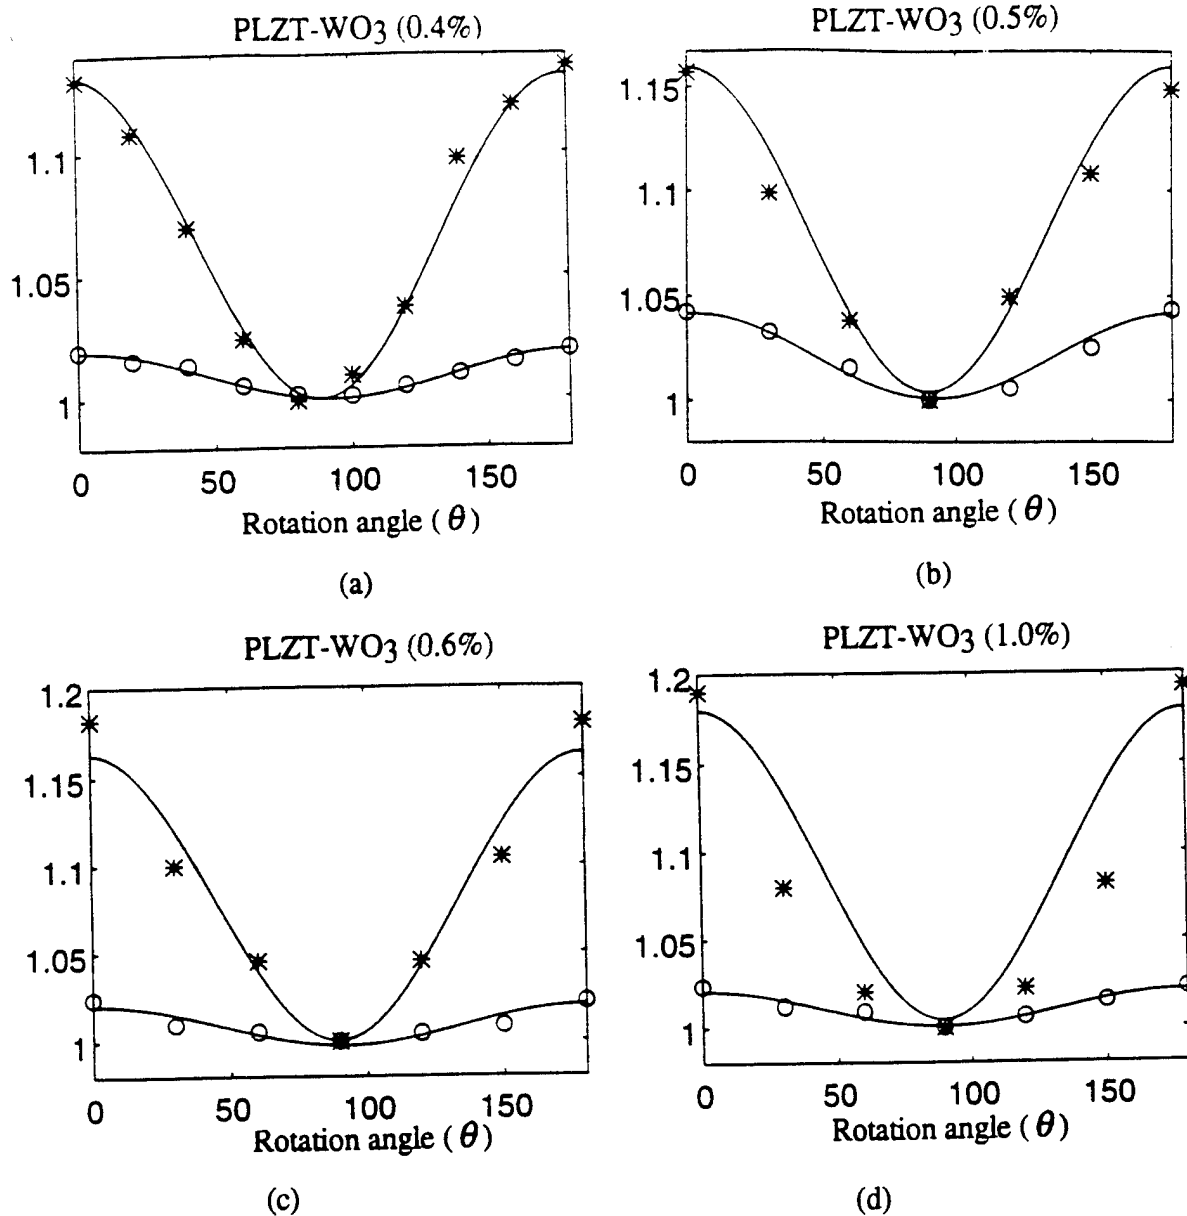 PLZT-WO3 (0.4%)
1.1
1.05
1
0 50 100 150
Rotation angle ( θ )
(a)
PLZT-WO3 (0.5%)
1.15
1.1
1.05
1
0 50 100 150
Rotation angle ( θ )
(b)
PLZT-WO3 (0.6%)
1.2
1.15
1.1
1.05
1
0 50 100 150
Rotation angle ( θ )
(c)
PLZT-WO3 (1.0%)
1.2
1.15
1.1
1.05
1
0 50 100 150
Rotation angle ( θ )
(d)